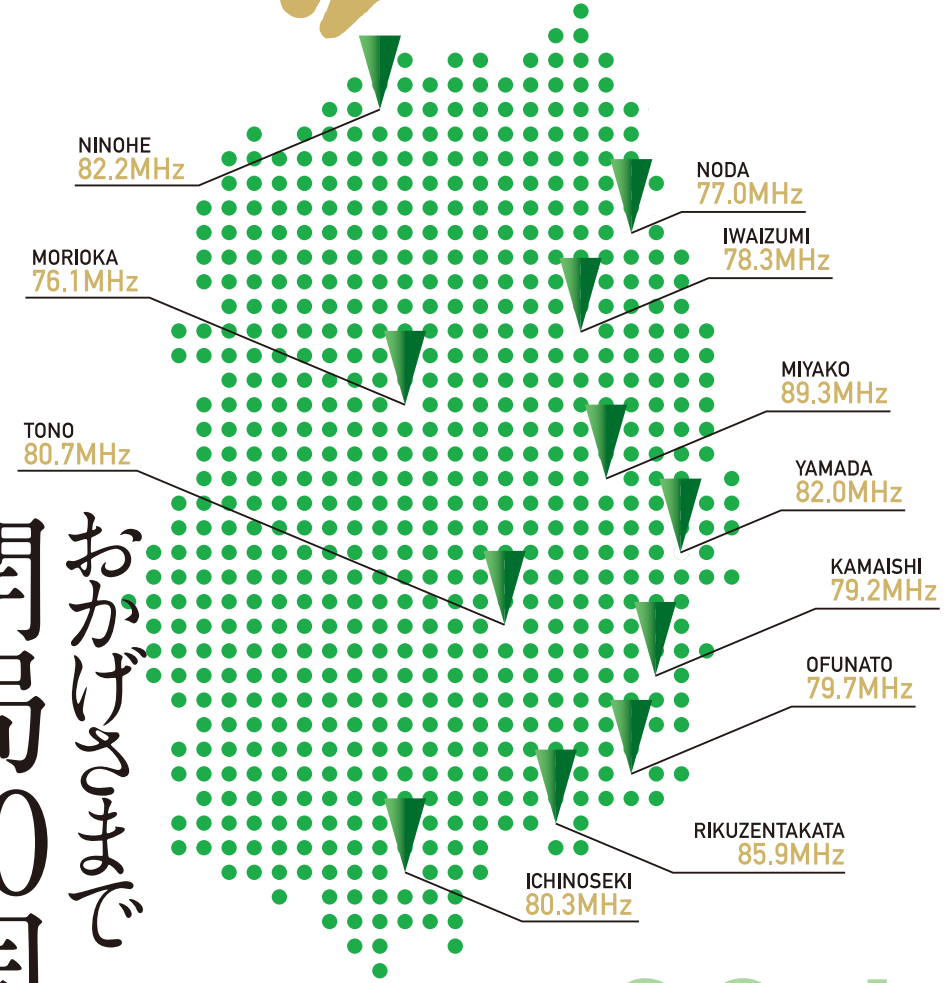 NINOHE
82.2MHz
NODA
77.0MHz
IWAIZUMI
78.3MHz
MORIOKA
76.1MHz
MIYAKO
89.3MHz
TONO
80.7MHz
YAMADA
82.0MHz
KAMAISHI
79.2MHz
OFUNATO
79.7MHz
RIKUZENTAKATA
85.9MHz
ICHINOSEKI
80.3MHz
おかげさまで